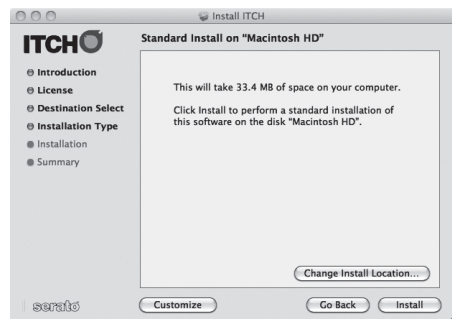 Install ITCH
ITCH
Standard Install on “Macintosh HD”
Introduction
License
Destination Select
Installation Type
Installation
Summary
This will take 33.4 MB of space on your computer.
Click Install to perform a standard installation of
this software on the disk “Macintosh HD”.
Change Install Location...
serato
Customize
Go Back
Install